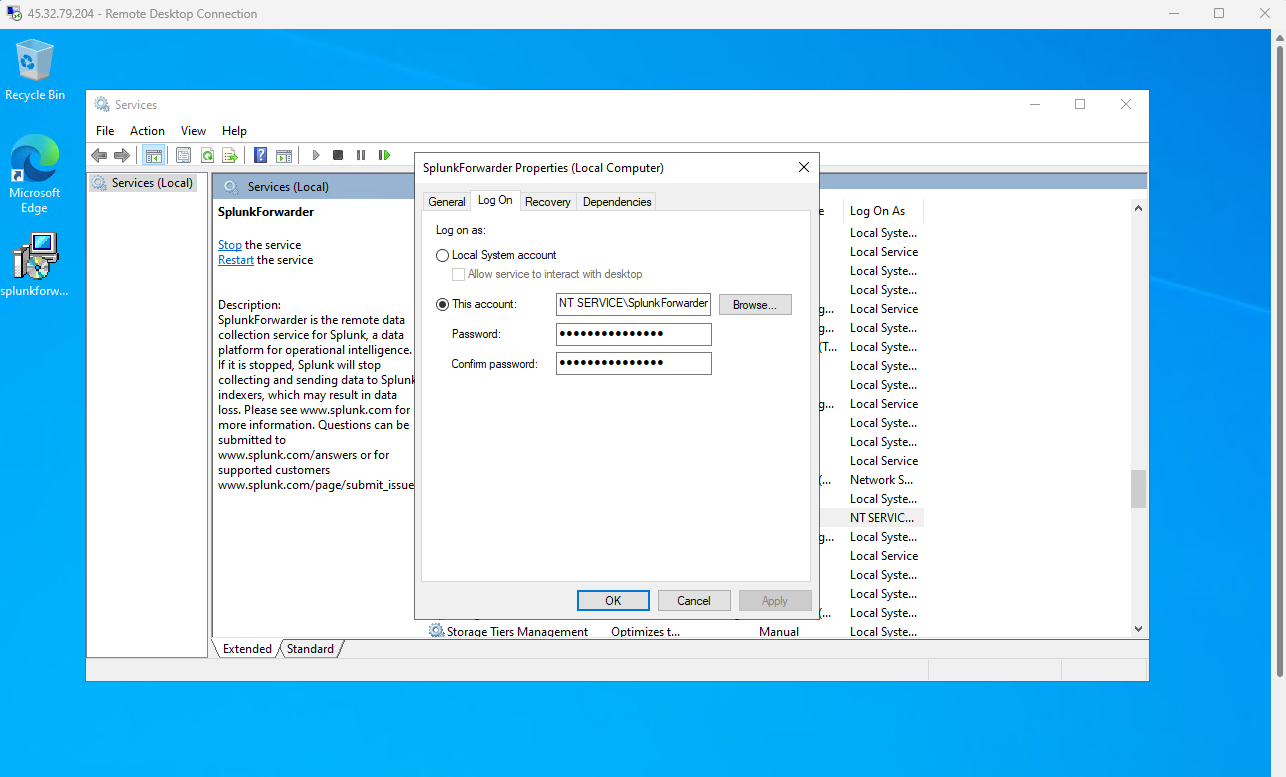 45.32.79.204 - Remote Desktop Connection
Recycle Bin
Microsoft
Edge
splunkforw...
Services
File Action View Help
Services (Local)
Services (Local)
SplunkForwarder
Stop the service
Restart the service
Description:
SplunkForwarder is the remote data
collection service for Splunk, a data
platform for operational intelligence.
If it is stopped, Splunk will stop
collecting and sending data to Splunk
indexers, which may result in data
loss. Please see www.splunk.com for
more information. Questions can be
submitted to
www.splunk.com/answers or for
supported customers
www.splunk.com/page/submit_issue
SplunkForwarder Properties (Local Computer)
General Log On Recovery Dependencies
Log on as:
Local System account
Allow service to interact with desktop
This account: NT SERVICE\SplunkForwarder Browse...
Password: ●●●●●●●●●●●●●●●
Confirm password: ●●●●●●●●●●●●●●●
OK Cancel Apply
e Log On As
Local Syste...
Local Service
Local Syste...
Local Syste...
g... Local Service
g... Local Syste...
(T... Local Syste...
Local Syste...
Local Syste...
g... Local Service
Local Syste...
Local Syste...
Local Service
(... Network S...
Local Syste...
NT SERVIC...
g... Local Syste...
Local Service
Local Syste...
Local Syste...
(... Local Syste...
Storage Tiers Management Optimizes t... Manual Local Syste...
Extended Standard